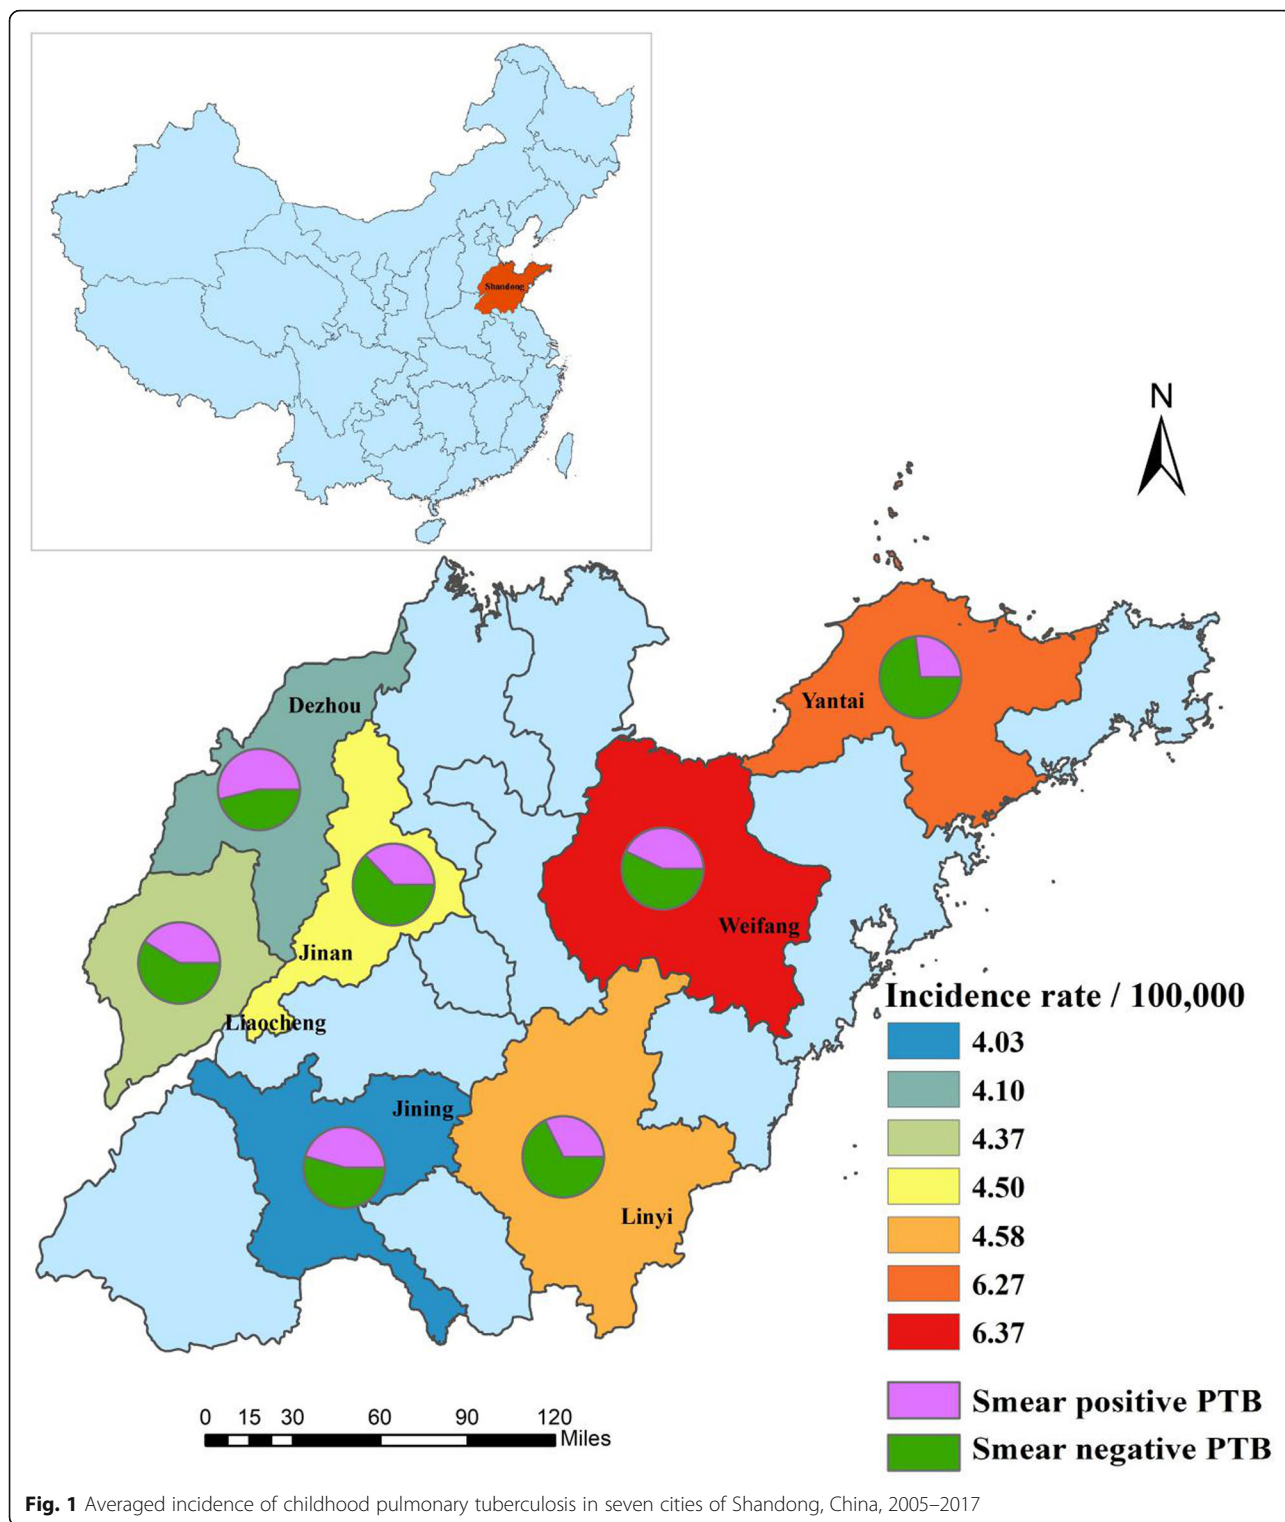 Shandong
N
Dezhou
Yantai
Weifang
Jinan
Liaocheng
Jining
Linyi
Incidence rate / 100,000
4.03
4.10
4.37
4.50
4.58
6.27
6.37
Smear positive PTB
Smear negative PTB
0 15 30 60 90 120
Miles
Fig. 1 Averaged incidence of childhood pulmonary tuberculosis in seven cities of Shandong, China, 2005–2017